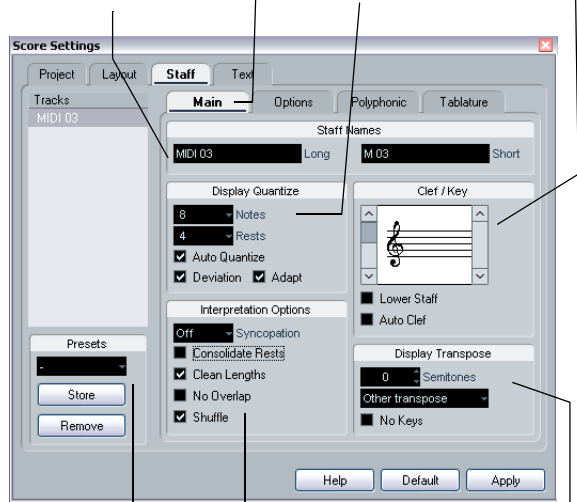 Score Settings
Project Layout Staff Text
Tracks
MIDI 03
Main Options Polyphonic Tablature
Staff Names
MIDI 03 Long M 03 Short
Display Quantize
8 Notes
4 Rests
Auto Quantize
Deviation Adapt
Clef / Key
Lower Staff
Auto Clef
Interpretation Options
Off Syncopation
Consolidate Rests
Clean Lengths
No Overlap
Shuffle
Display Transpose
0 Semitones
Other transpose
No Keys
Presets
-
Store
Remove
Help Default Apply